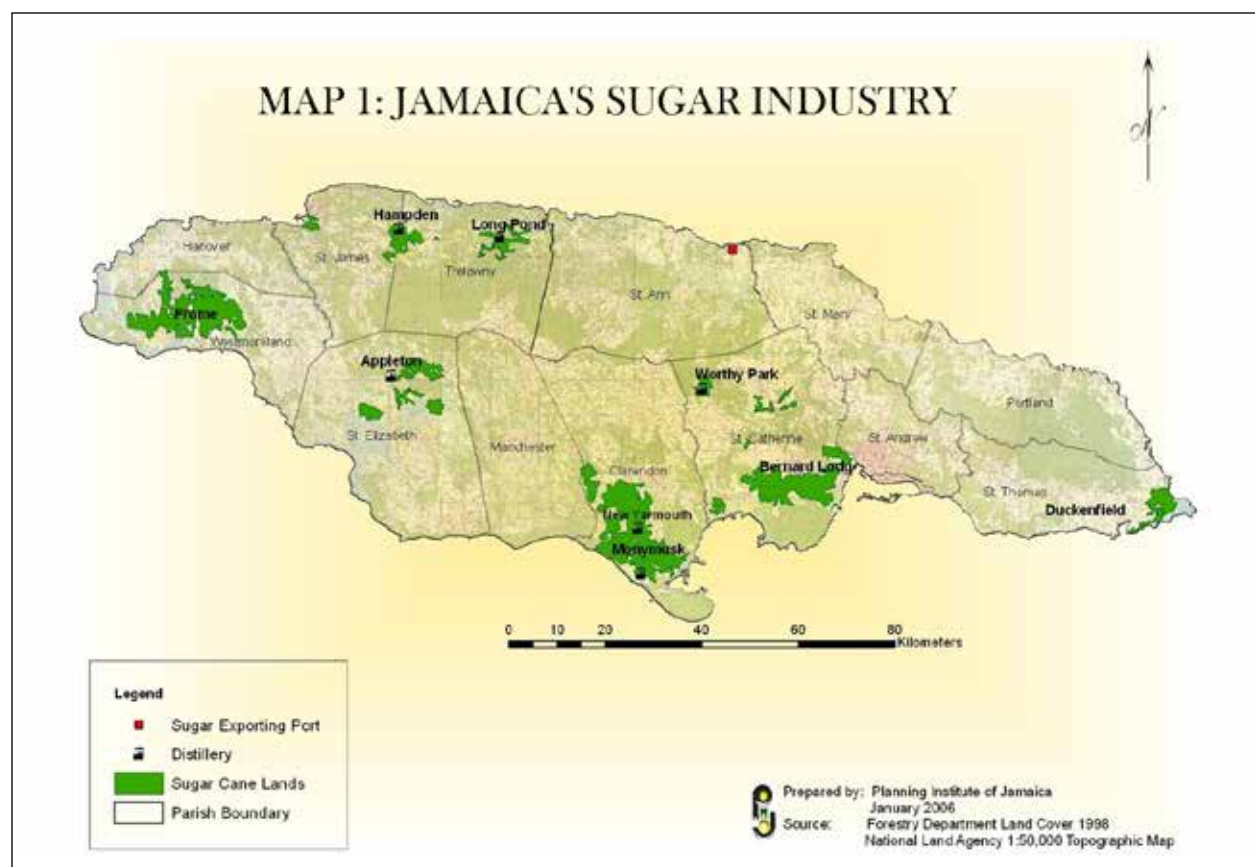 MAP 1: JAMAICA'S SUGAR INDUSTRY
Hampden
Long Pond
Hanover
St. James
Trelawny
St. Ann
St. Mary
Frome
Westmoreland
Appleton
Worthy Park
Portland
St. Elizabeth
Manchester
St. Catherine
St. Andrew
Clarendon
Bernard Lodg
St. Thomas
New Yarmouth
Duckenfield
Monymusk
0 10 20 40 60 80
Kilometers
Legend
Sugar Exporting Port
Distillery
Sugar Cane Lands
Parish Boundary
Prepared by: Planning Institute of Jamaica
January 2006
Source: Forestry Department Land Cover 1998
National Land Agency 1:50,000 Topographic Map